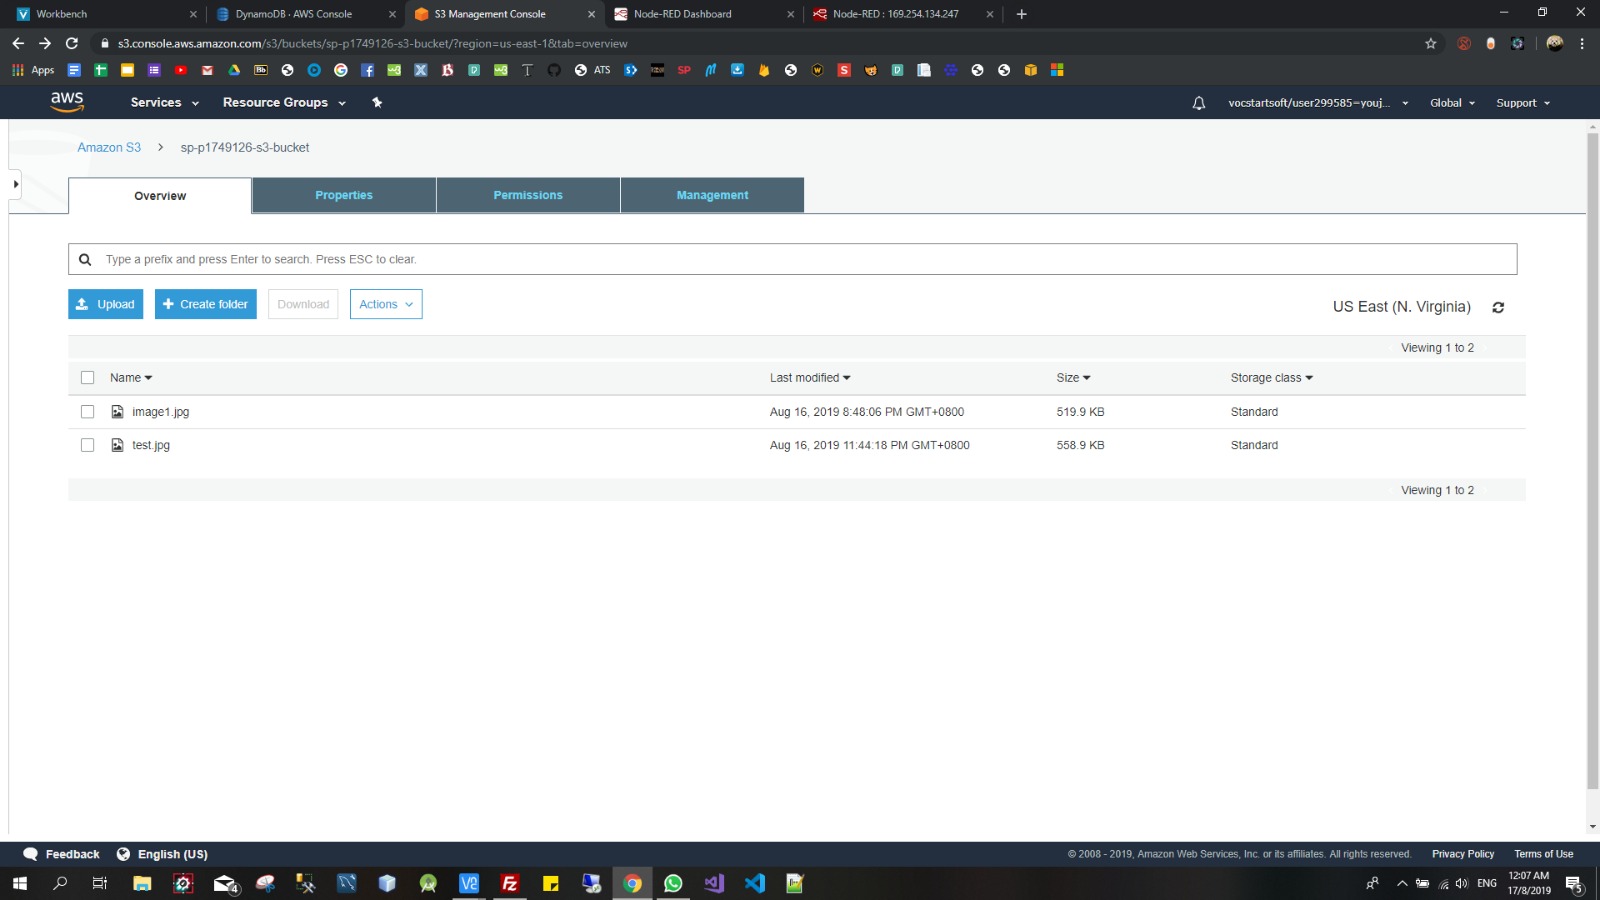 Workbench
DynamoDB · AWS Console
S3 Management Console
Node-RED Dashboard
Node-RED : 169.254.134.247
s3.console.aws.amazon.com/s3/buckets/sp-p1749126-s3-bucket/?region=us-east-1&tab=overview
Apps
ATS
aws
Services
Resource Groups
vocstartsoft/user299585=youj...
Global
Support
Amazon S3 > sp-p1749126-s3-bucket
Overview
Properties
Permissions
Management
Type a prefix and press Enter to search. Press ESC to clear.
Upload
Create folder
Download
Actions
US East (N. Virginia)
Viewing 1 to 2
Name
Last modified
Size
Storage class
image1.jpg
Aug 16, 2019 8:48:06 PM GMT+0800
519.9 KB
Standard
test.jpg
Aug 16, 2019 11:44:18 PM GMT+0800
558.9 KB
Standard
Viewing 1 to 2
Feedback
English (US)
© 2008 - 2019, Amazon Web Services, Inc. or its affiliates. All rights reserved.
Privacy Policy
Terms of Use
4
ENG
12:07 AM
17/8/2019
5